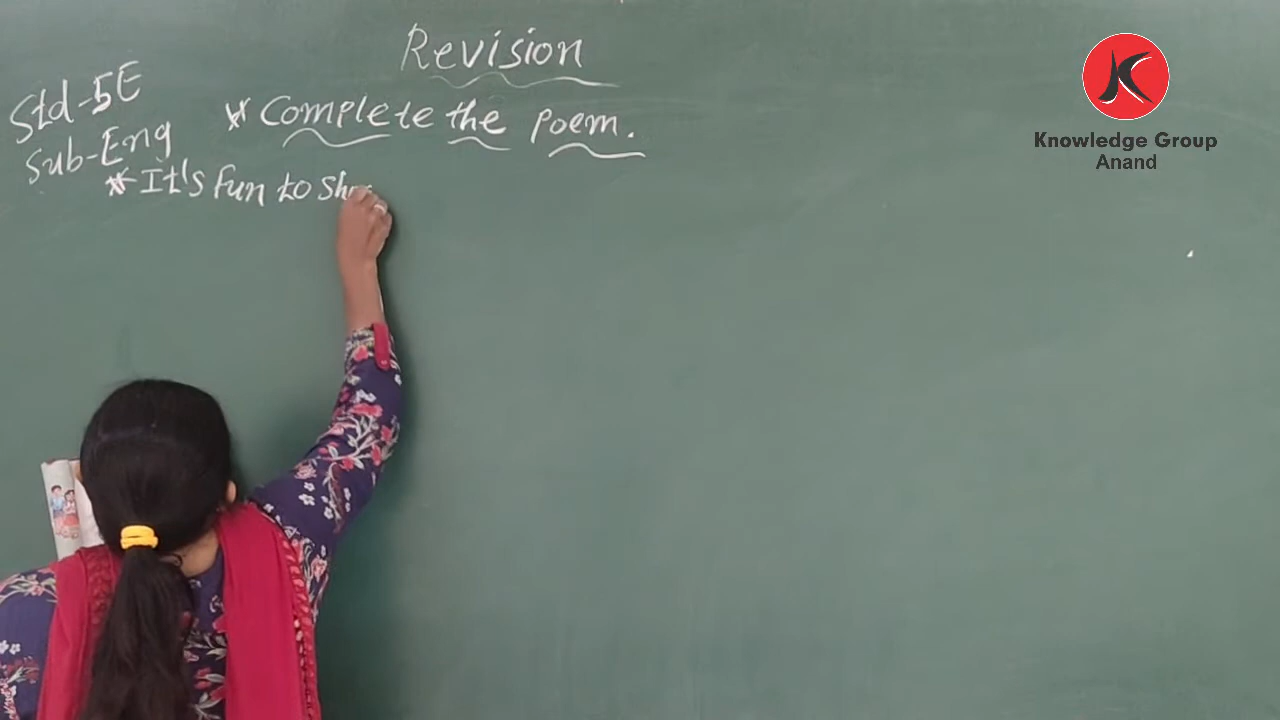 Revision
Std-5E
Sub-Eng
* Complete the poem.
* It's fun to
Knowledge Group
Anand